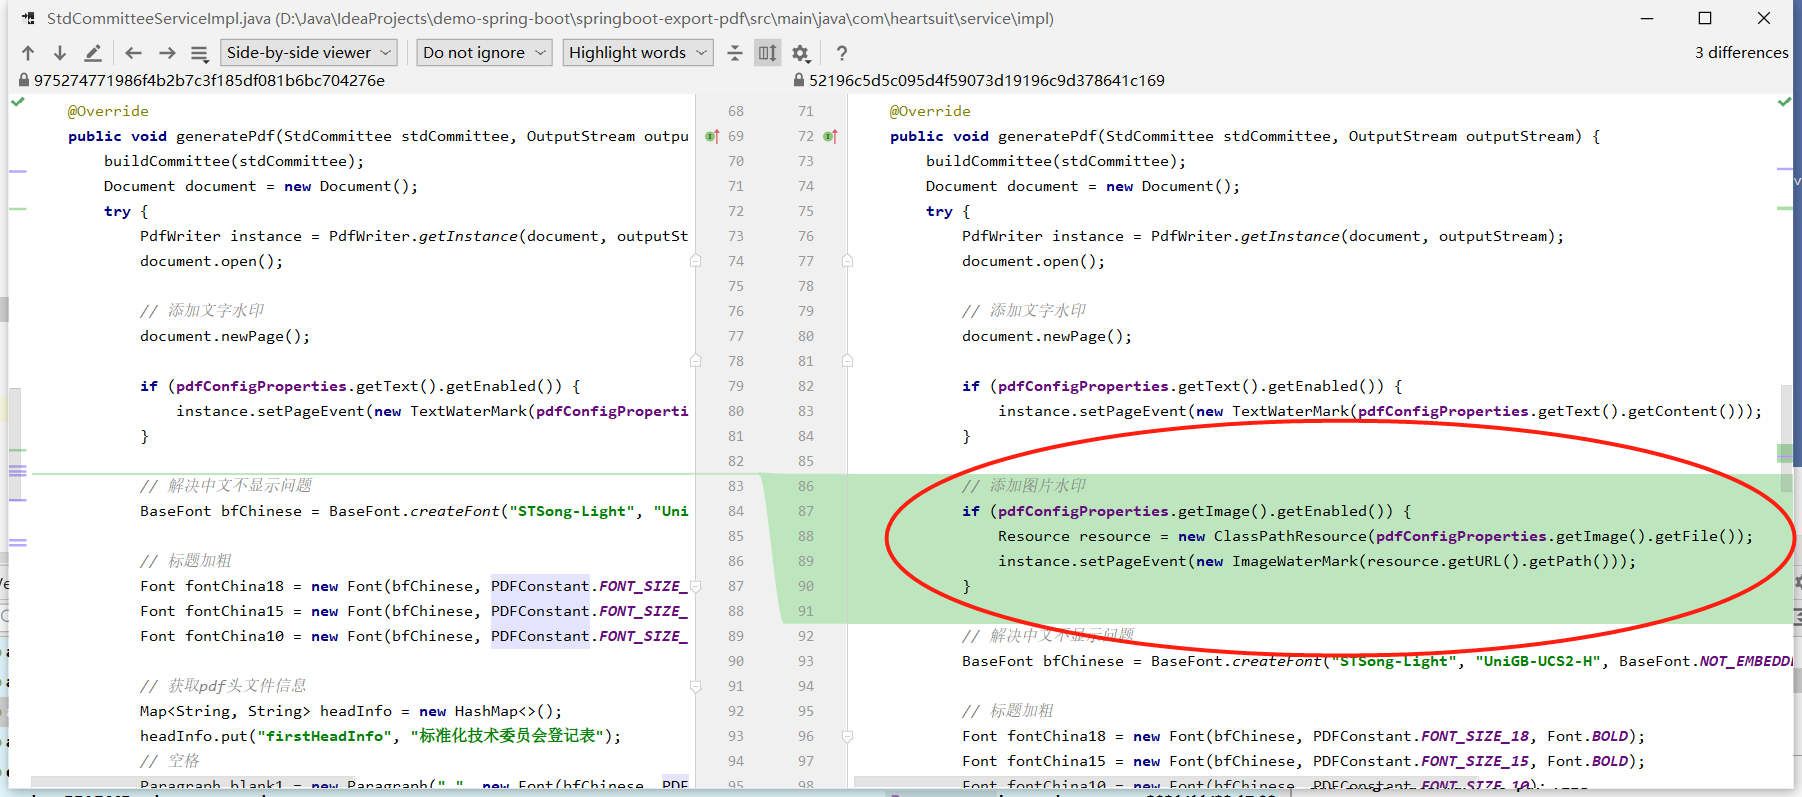 StdCommitteeServiceImpl.java (D:\Java\IdeaProjects\demo-spring-boot\springboot-export-pdf\src\main\java\com\heartsuit\service\impl)
Side-by-side viewer Do not ignore Highlight words ? 3 differences
975274771986f4b2b7c3f185df081b6bc704276e
52196c5d5c095d4f59073d19196c9d378641c169
@Override 68
public void generatePdf(StdCommittee stdCommittee, OutputStream outpu 69
buildCommittee(stdCommittee); 70
Document document = new Document(); 71
try { 72
PdfWriter instance = PdfWriter.getInstance(document, outputSt 73
document.open(); 74
75
// 添加文字水印 76
document.newPage(); 77
78
if (pdfConfigProperties.getText().getEnabled()) { 79
instance.setPageEvent(new TextWaterMark(pdfConfigProperti 80
} 81
82
// 解决中文不显示问题 83
BaseFont bfChinese = BaseFont.createFont("STSong-Light", "Uni 84
85
// 标题加粗 86
Font fontChina18 = new Font(bfChinese, PDFConstant.FONT_SIZE_ 87
Font fontChina15 = new Font(bfChinese, PDFConstant.FONT_SIZE_ 88
Font fontChina10 = new Font(bfChinese, PDFConstant.FONT_SIZE_ 89
90
// 获取pdf头文件信息 91
Map<String, String> headInfo = new HashMap<>(); 92
headInfo.put("firstHeadInfo", "标准化技术委员会登记表"); 93
// 空格 94
Paragraph blank1 = new Paragraph(" ", new Font(bfChinese, PDF 95
71 @Override
72 public void generatePdf(StdCommittee stdCommittee, OutputStream outputStream) {
73 buildCommittee(stdCommittee);
74 Document document = new Document();
75 try {
76 PdfWriter instance = PdfWriter.getInstance(document, outputStream);
77 document.open();
78
79 // 添加文字水印
80 document.newPage();
81
82 if (pdfConfigProperties.getText().getEnabled()) {
83 instance.setPageEvent(new TextWaterMark(pdfConfigProperties.getText().getContent()));
84 }
85
86 // 添加图片水印
87 if (pdfConfigProperties.getImage().getEnabled()) {
88 Resource resource = new ClassPathResource(pdfConfigProperties.getImage().getFile());
89 instance.setPageEvent(new ImageWaterMark(resource.getURL().getPath()));
90 }
91
92 // 解决中文不显示问题
93 BaseFont bfChinese = BaseFont.createFont("STSong-Light", "UniGB-UCS2-H", BaseFont.NOT_EMBEDD
94
95 // 标题加粗
96 Font fontChina18 = new Font(bfChinese, PDFConstant.FONT_SIZE_18, Font.BOLD);
97 Font fontChina15 = new Font(bfChinese, PDFConstant.FONT_SIZE_15, Font.BOLD);
98 Font fontChina10 = new Font(bfChinese, PDFConstant.FONT_SIZE_10);